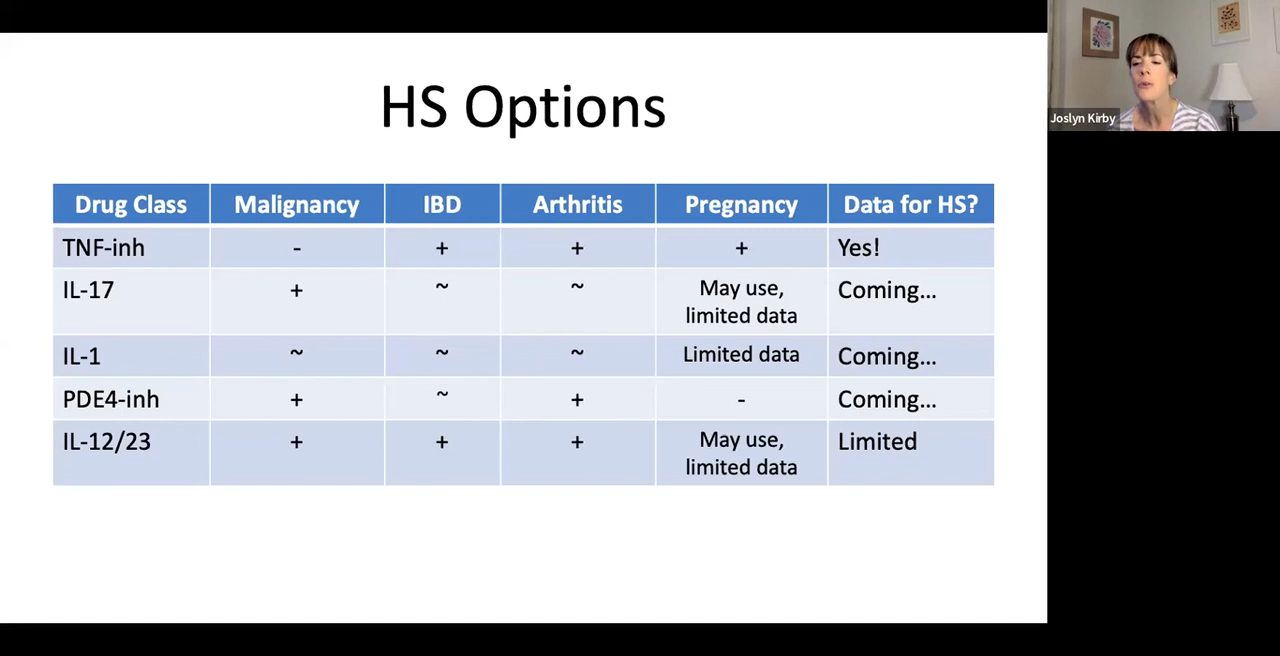 HS Options
Joslyn Kirby
Drug Class Malignancy IBD Arthritis Pregnancy Data for HS?
TNF-inh - + + + Yes!
IL-17 + ~ ~ May use, Coming...
limited data
IL-1 ~ ~ ~ Limited data Coming...
PDE4-inh + ~ + - Coming...
IL-12/23 + + + May use, Limited
limited data